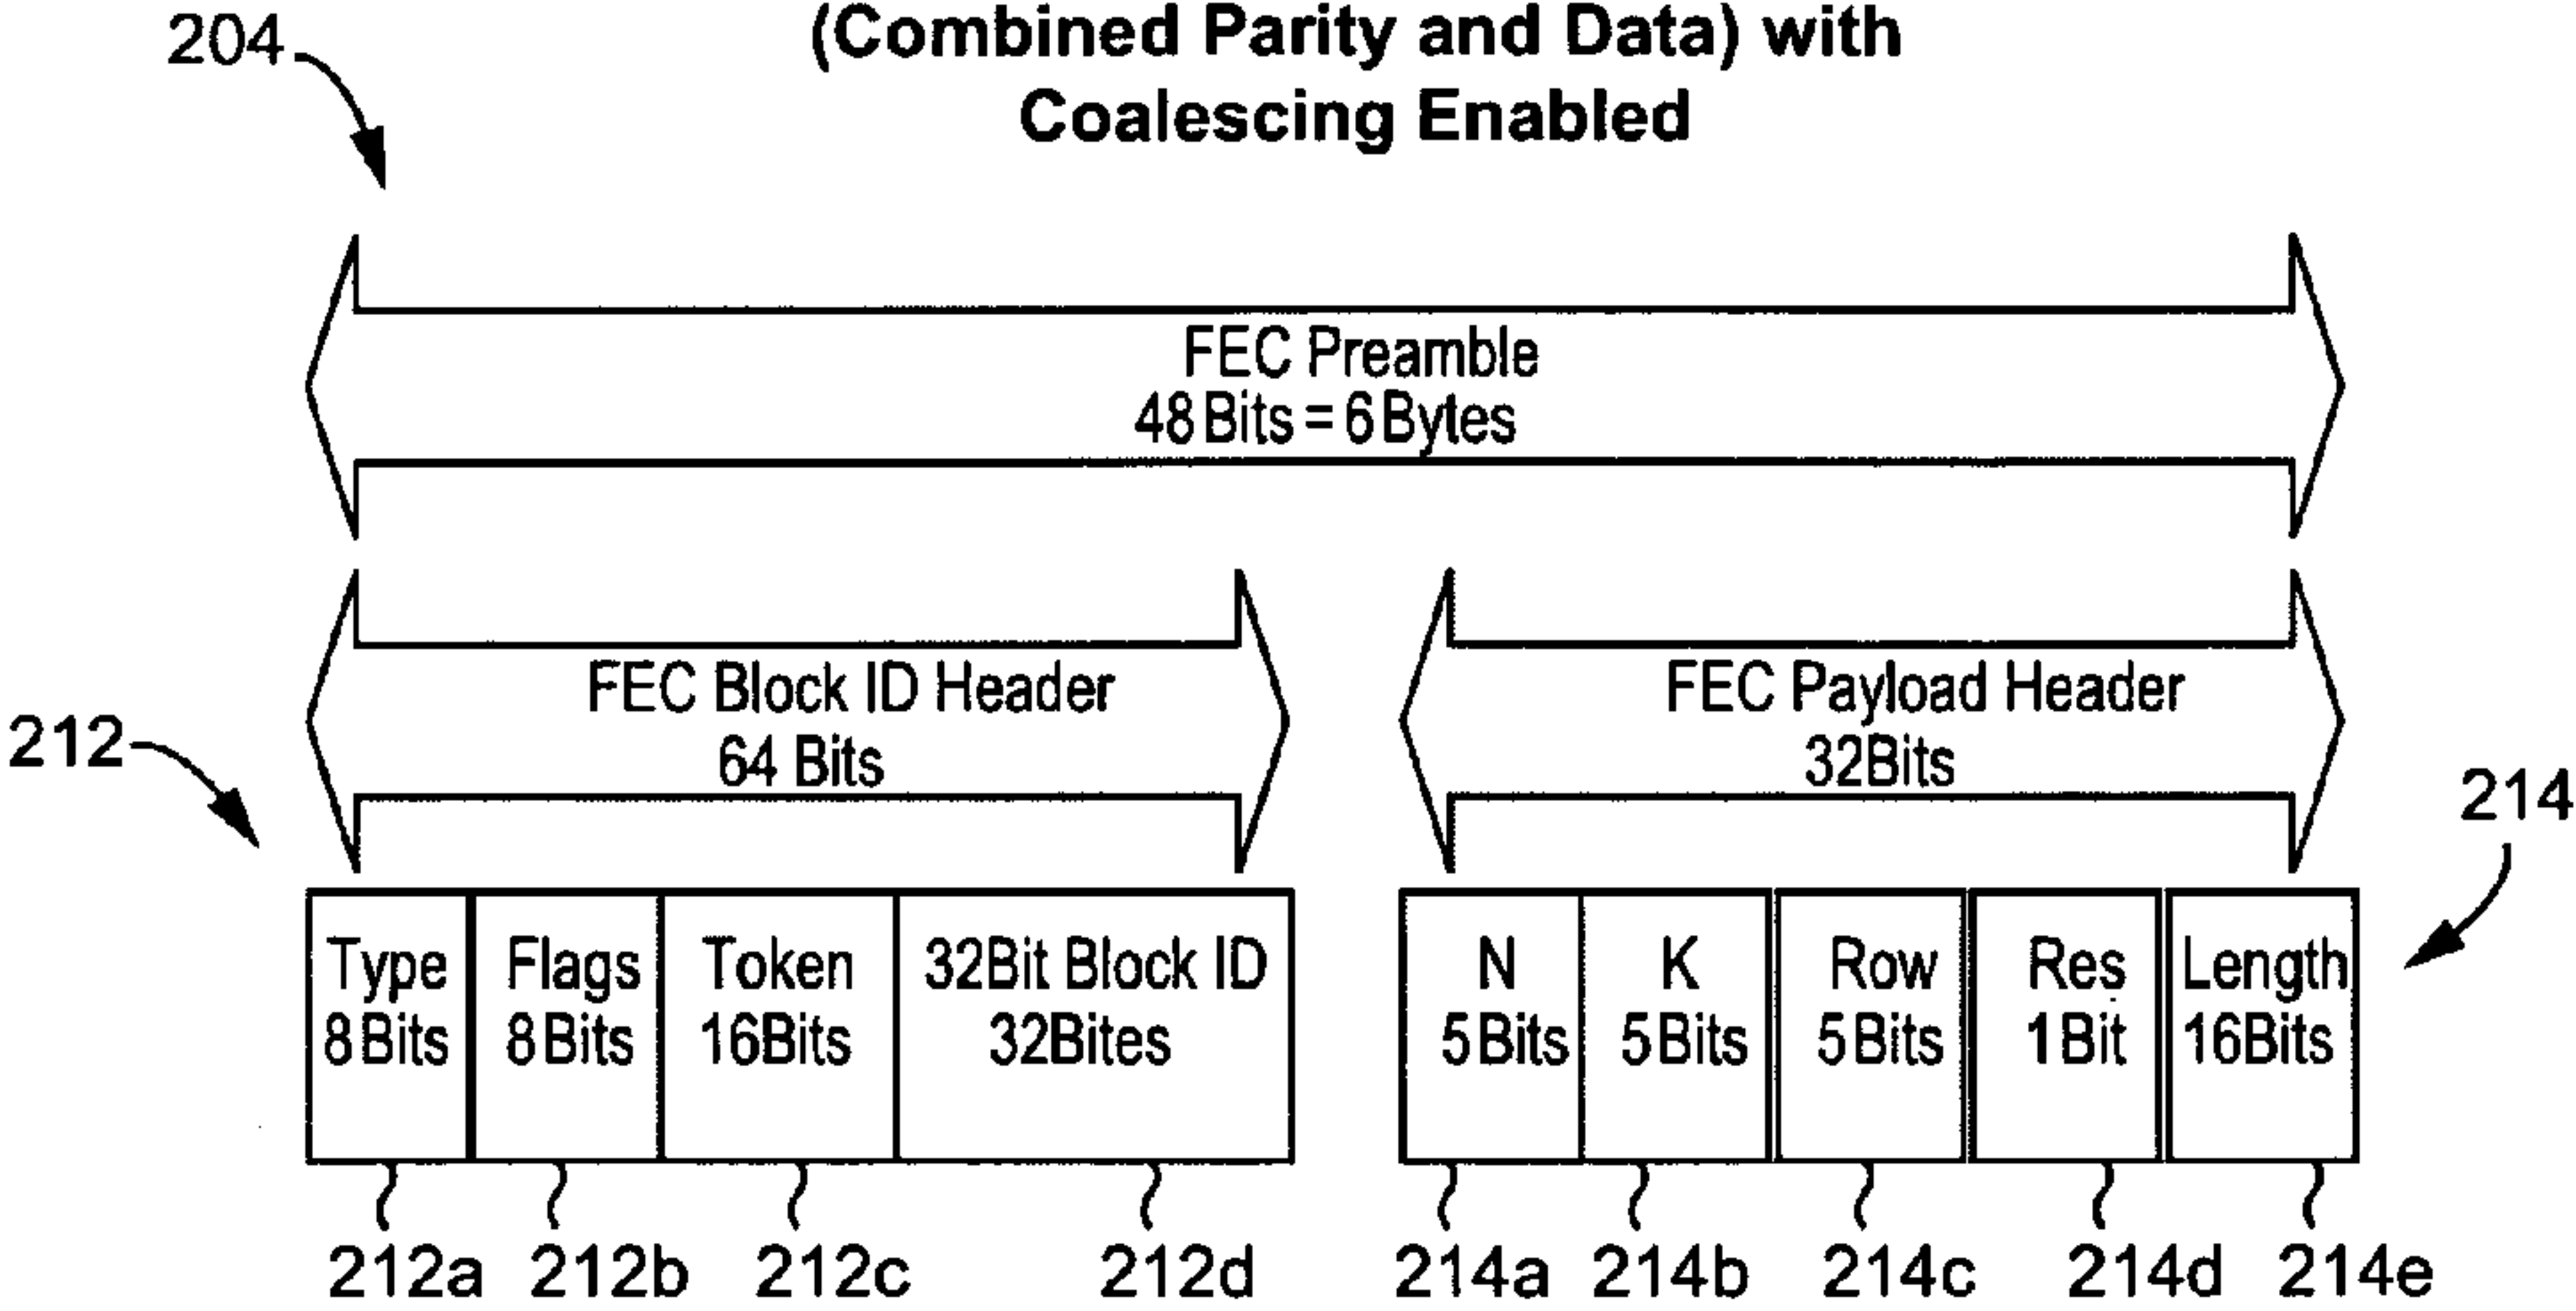 204
(Combined Parity and Data) with
Coalescing Enabled
FEC Preamble
48 Bits = 6 Bytes
FEC Block ID Header
64 Bits
FEC Payload Header
32Bits
212
214
Type
8 Bits
Flags
8 Bits
Token
16Bits
32Bit Block ID
32Bites
N
5 Bits
K
5 Bits
Row
5 Bits
Res
1 Bit
Length
16Bits
212a 212b 212c 212d 214a 214b 214c 214d 214e